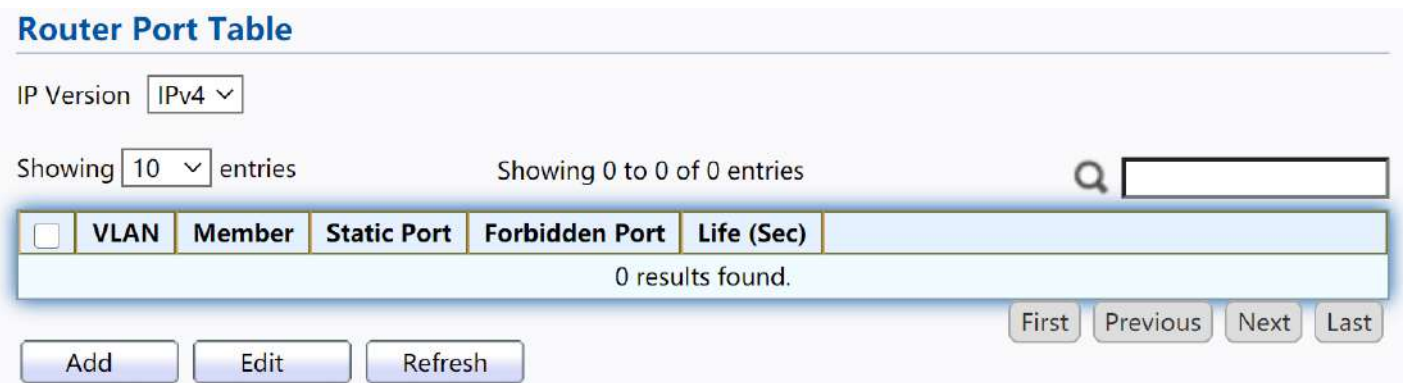 Router Port Table
IP Version IPv4
Showing 10 entries Showing 0 to 0 of 0 entries
VLAN Member Static Port Forbidden Port Life (Sec)
0 results found.
First Previous Next Last
Add Edit Refresh